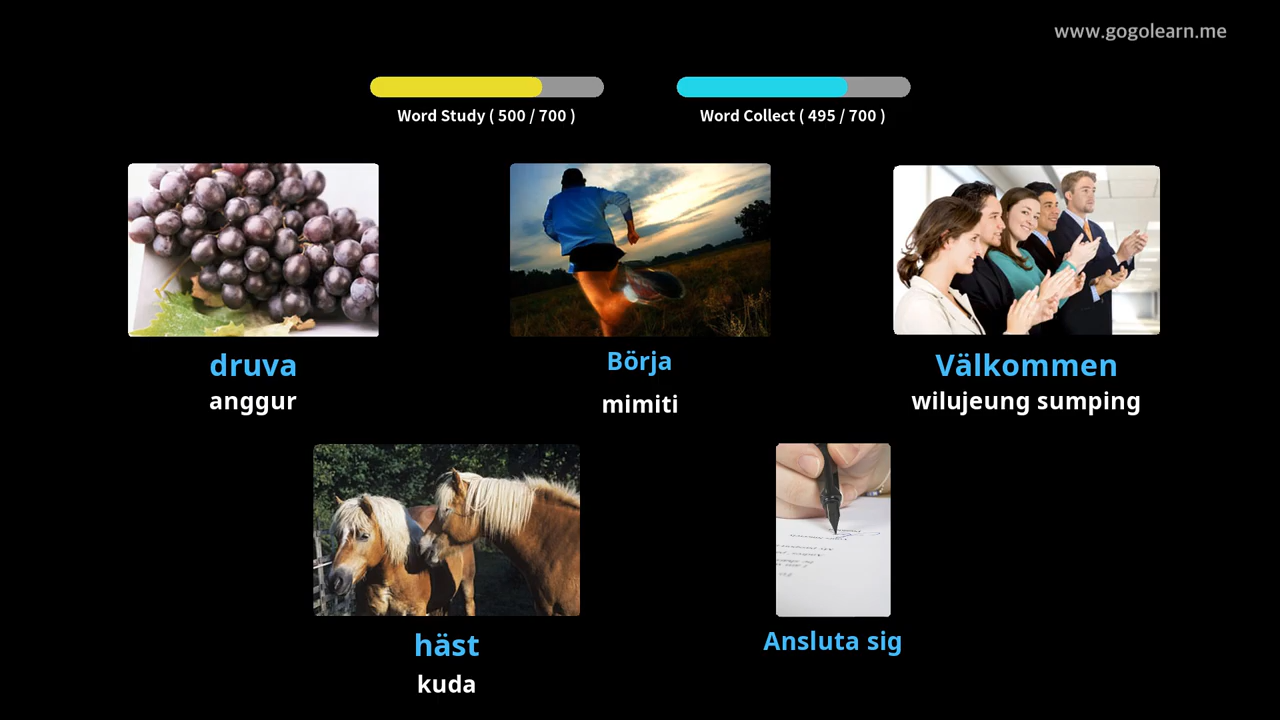 www.gogolearn.me
Word Study ( 500 / 700 )
Word Collect ( 495 / 700 )
druva
anggur
Börja
mimiti
Välkommen
wilujeung sumping
häst
kuda
Ansluta sig